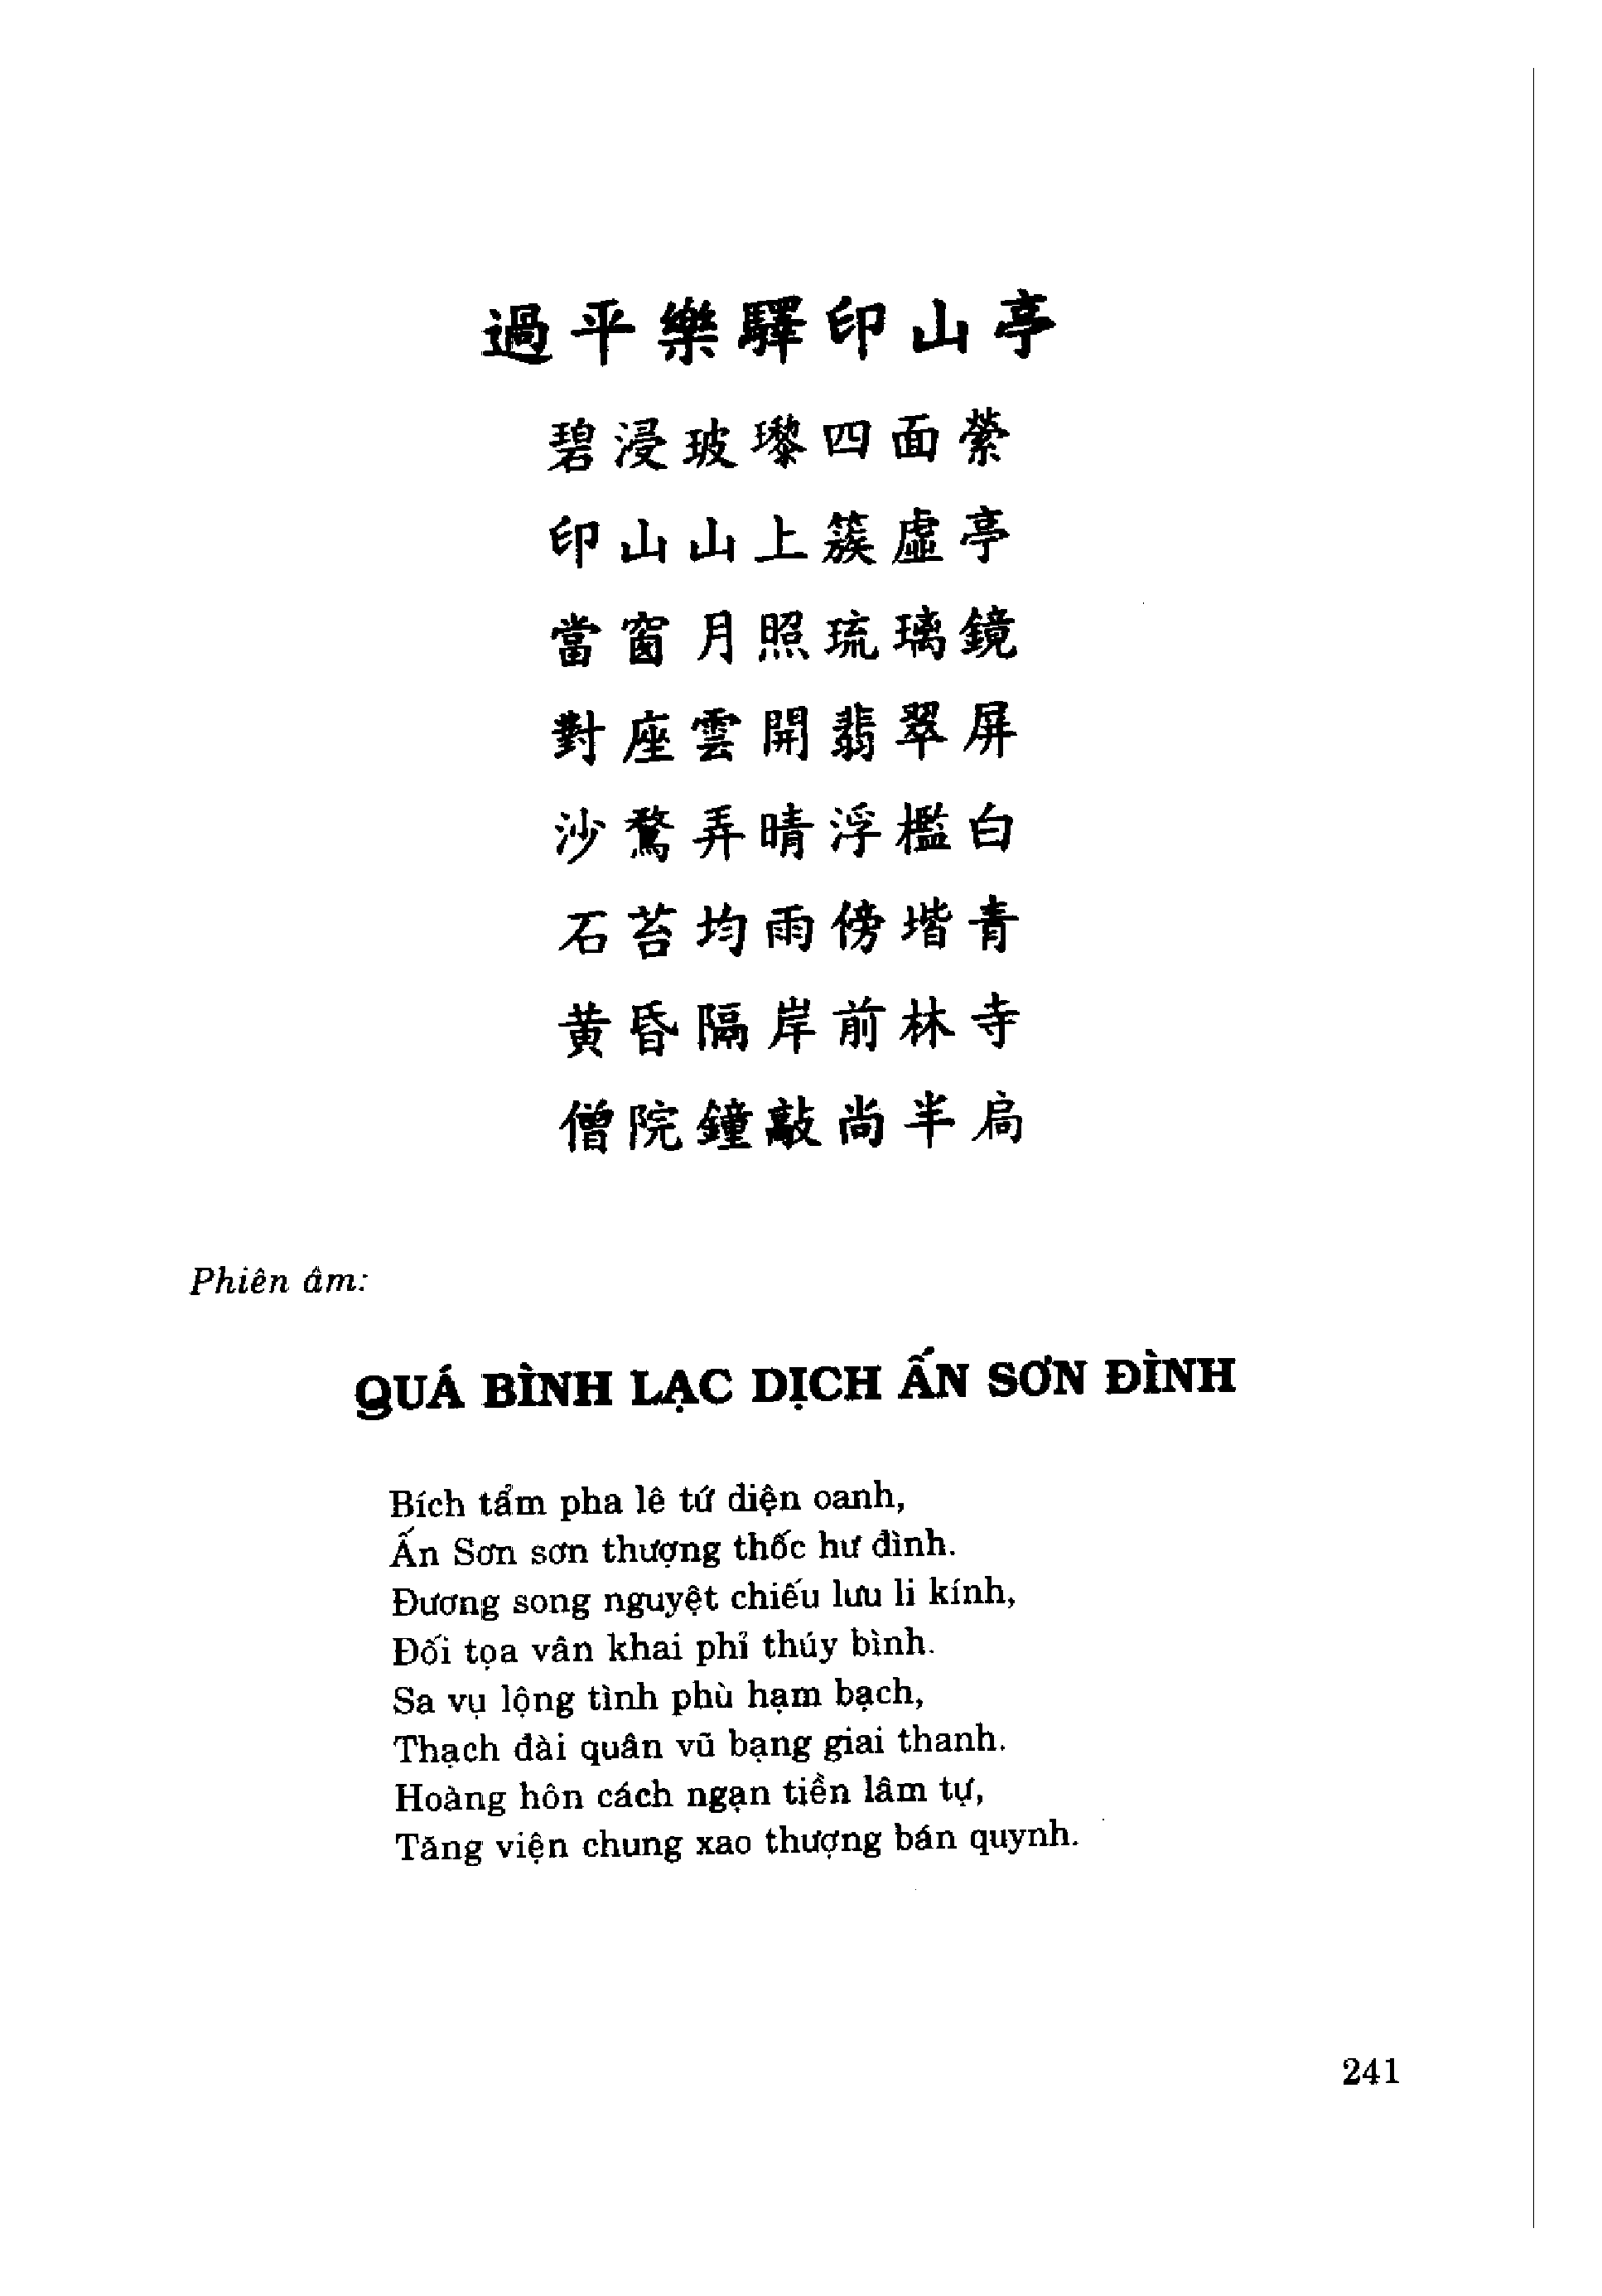 過平樂驛印山亭
碧浸玻瓈四面縈
印山山上簇虛亭
當窗月照琉璃鏡
對座雲開翡翠屏
沙鶩弄晴浮檻白
石苔均雨傍堦青
黄昏隔岸前林寺
僧院鐘敲尚半扃
Phiên âm:
QUÁ BÌNH LẠC DỊCH ẤN SƠN ĐÌNH
Bích tẩm pha lê tứ diện oanh,
Ấn Sơn sơn thượng thốc hư đình.
Đương song nguyệt chiếu lưu li kính,
Đối tọa vân khai phỉ thúy bình.
Sa vụ lộng tình phù hạm bạch,
Thạch đài quân vũ bạng giai thanh.
Hoàng hôn cách ngạn tiền lâm tự,
Tăng viện chung xao thượng bán quynh.
241